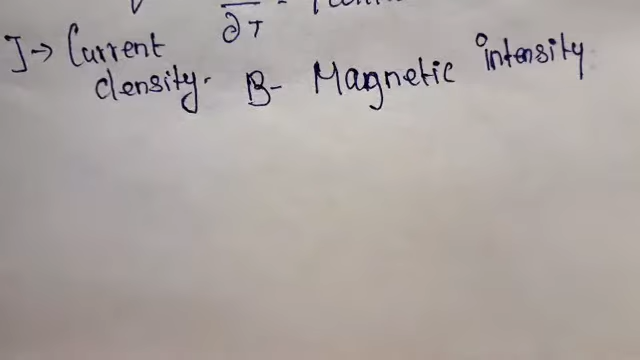 ∂T
J→ Current
density. B- Magnetic intensity